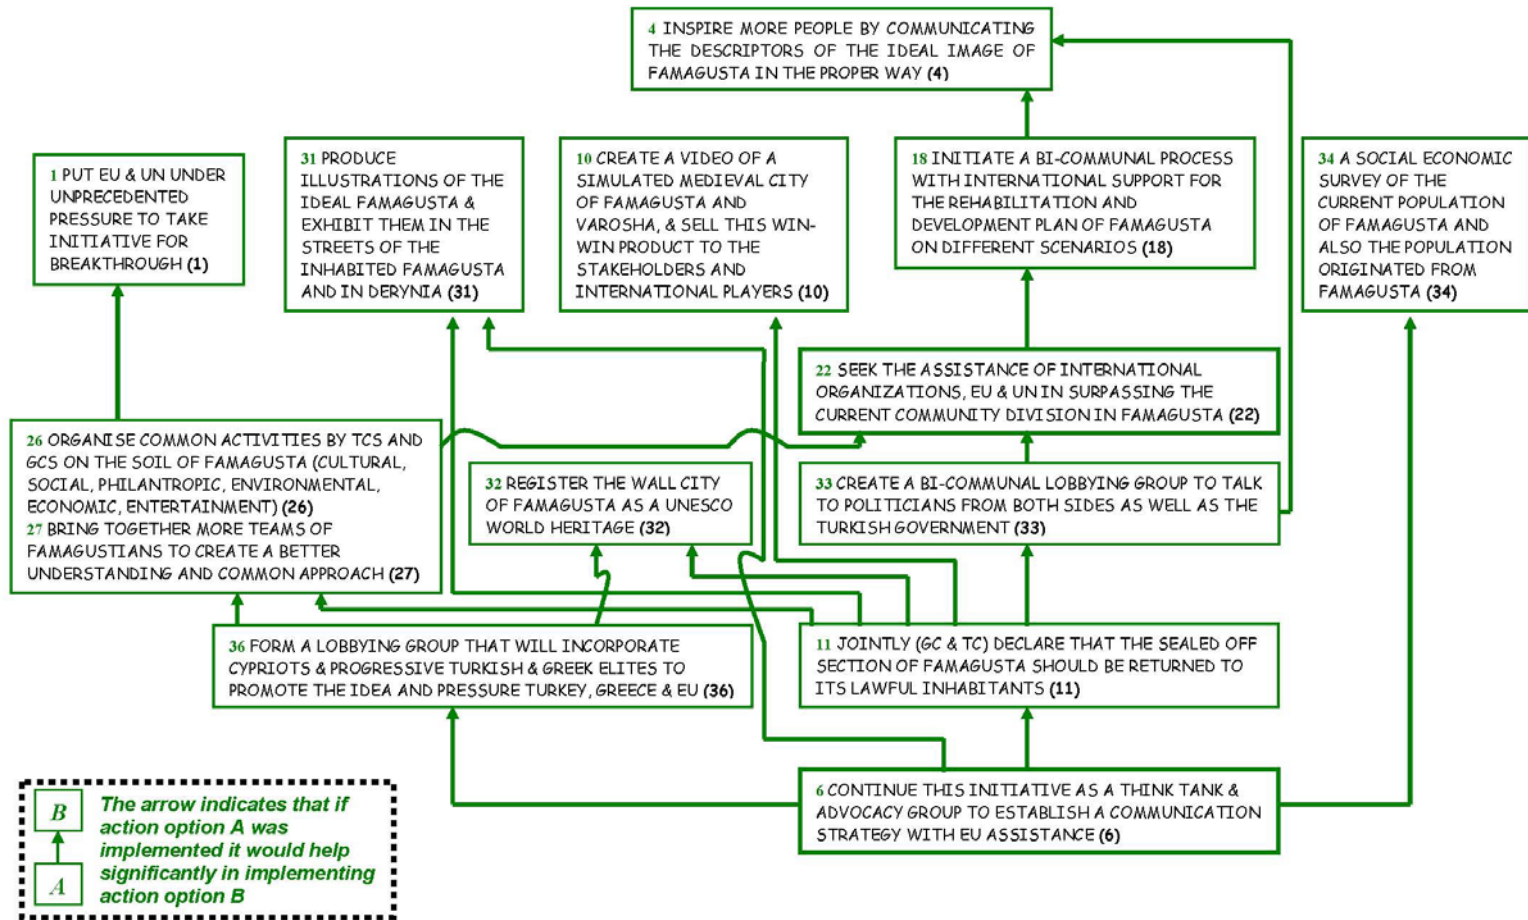 4 INSPIRE MORE PEOPLE BY COMMUNICATING
THE DESCRIPTORS OF THE IDEAL IMAGE OF
FAMAGUSTA IN THE PROPER WAY (4)
1 PUT EU & UN UNDER
UNPRECEDENTED
PRESSURE TO TAKE
INITIATIVE FOR
BREAKTHROUGH (1)
31 PRODUCE
ILLUSTRATIONS OF THE
IDEAL FAMAGUSTA &
EXHIBIT THEM IN THE
STREETS OF THE
INHABITED FAMAGUSTA
AND IN DERYNIA (31)
10 CREATE A VIDEO OF A
SIMULATED MEDIEVAL CITY
OF FAMAGUSTA AND
VAROSHA, & SELL THIS WIN-
WIN PRODUCT TO THE
STAKEHOLDERS AND
INTERNATIONAL PLAYERS (10)
18 INITIATE A BI-COMMUNAL PROCESS
WITH INTERNATIONAL SUPPORT FOR
THE REHABILITATION AND
DEVELOPMENT PLAN OF FAMAGUSTA
ON DIFFERENT SCENARIOS (18)
34 A SOCIAL ECONOMIC
SURVEY OF THE
CURRENT POPULATION
OF FAMAGUSTA AND
ALSO THE POPULATION
ORIGINATED FROM
FAMAGUSTA (34)
22 SEEK THE ASSISTANCE OF INTERNATIONAL
ORGANIZATIONS, EU & UN IN SURPASSING THE
CURRENT COMMUNITY DIVISION IN FAMAGUSTA (22)
26 ORGANISE COMMON ACTIVITIES BY TCS AND
GCS ON THE SOIL OF FAMAGUSTA (CULTURAL,
SOCIAL, PHILANTROPIC, ENVIRONMENTAL,
ECONOMIC, ENTERTAINMENT) (26)
27 BRING TOGETHER MORE TEAMS OF
FAMAGUSTIANS TO CREATE A BETTER
UNDERSTANDING AND COMMON APPROACH (27)
32 REGISTER THE WALL CITY
OF FAMAGUSTA AS A UNESCO
WORLD HERITAGE (32)
33 CREATE A BI-COMMUNAL LOBBYING GROUP TO TALK
TO POLITICIANS FROM BOTH SIDES AS WELL AS THE
TURKISH GOVERNMENT (33)
36 FORM A LOBBYING GROUP THAT WILL INCORPORATE
CYPRIOTS & PROGRESSIVE TURKISH & GREEK ELITES TO
PROMOTE THE IDEA AND PRESSURE TURKEY, GREECE & EU (36)
11 JOINTLY (GC & TC) DECLARE THAT THE SEALED OFF
SECTION OF FAMAGUSTA SHOULD BE RETURNED TO
ITS LAWFUL INHABITANTS (11)
6 CONTINUE THIS INITIATIVE AS A THINK TANK &
ADVOCACY GROUP TO ESTABLISH A COMMUNICATION
STRATEGY WITH EU ASSISTANCE (6)
B
A
The arrow indicates that if
action option A was
implemented it would help
significantly in implementing
action option B